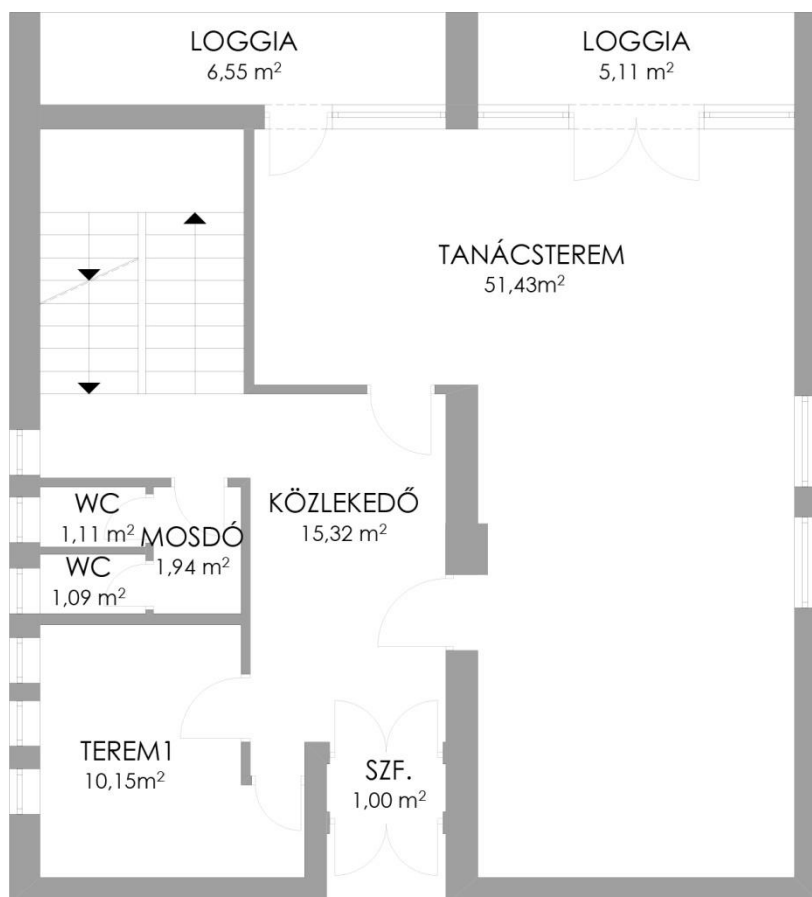 LOGGIA
6,55 m²
LOGGIA
5,11 m²
TANÁCSTEREM
51,43m²
WC
1,11 m²
MOSDÓ
1,94 m²
KÖZLEKEDŐ
15,32 m²
WC
1,09 m²
TEREM1
10,15m²
SZF.
1,00 m²